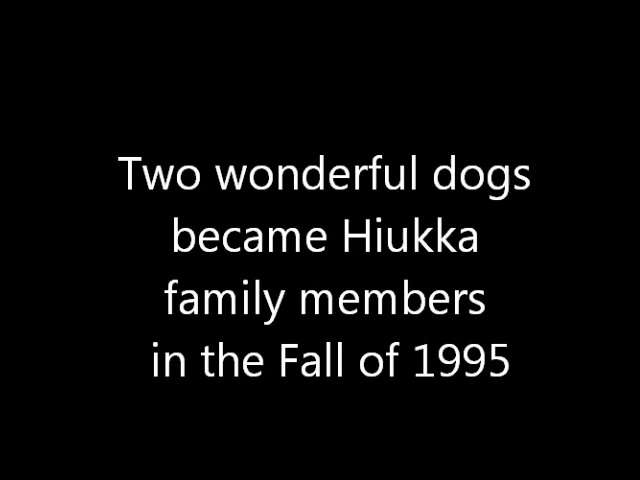 Two wonderful dogs
became Hiukka
family members
in the Fall of 1995